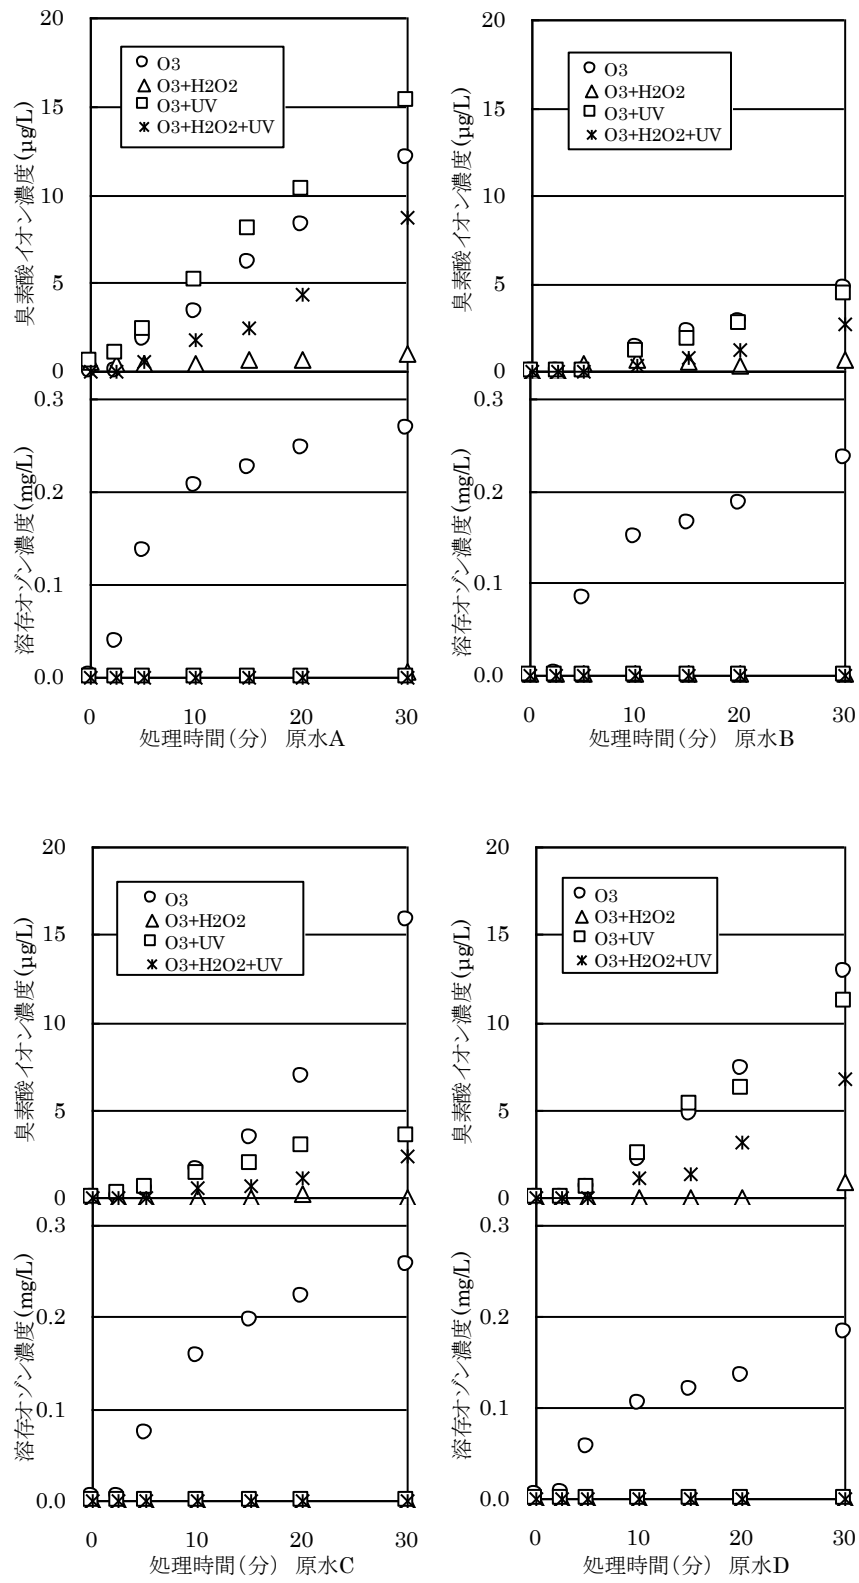 20
15
10
5
0
臭素酸イオン濃度(μg/L)
O3
O3+H2O2
O3+UV
O3+H2O2+UV
0.3
0.2
0.1
0.0
溶存オゾン濃度(mg/L)
0 10 20 30
処理時間(分) 原水A
20
15
10
5
0
臭素酸イオン濃度(μg/L)
O3
O3+H2O2
O3+UV
O3+H2O2+UV
0.3
0.2
0.1
0.0
溶存オゾン濃度(mg/L)
0 10 20 30
処理時間(分) 原水B
20
15
10
5
0
臭素酸イオン濃度(μg/L)
O3
O3+H2O2
O3+UV
O3+H2O2+UV
0.3
0.2
0.1
0.0
溶存オゾン濃度(mg/L)
0 10 20 30
処理時間(分) 原水C
20
15
10
5
0
臭素酸イオン濃度(μg/L)
O3
O3+H2O2
O3+UV
O3+H2O2+UV
0.3
0.2
0.1
0.0
溶存オゾン濃度(mg/L)
0 10 20 30
処理時間(分) 原水D